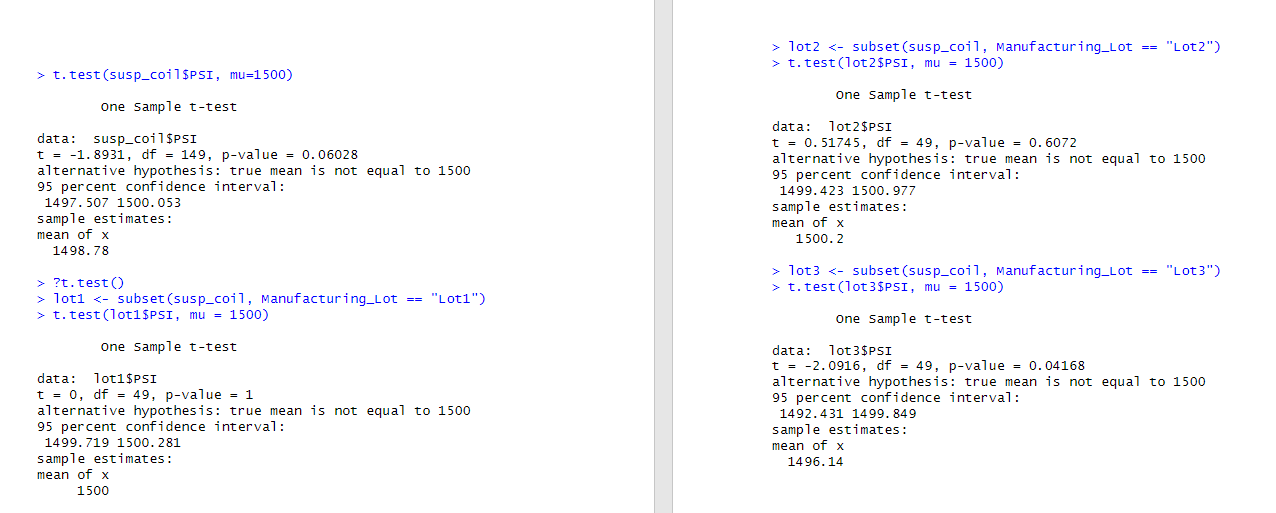 > t.test(susp_coil$PSI, mu=1500)
One Sample t-test
data: susp_coil$PSI
t = -1.8931, df = 149, p-value = 0.06028
alternative hypothesis: true mean is not equal to 1500
95 percent confidence interval:
1497.507 1500.053
sample estimates:
mean of x
1498.78
> ?t.test()
> lot1 <- subset(susp_coil, Manufacturing_Lot == "Lot1")
> t.test(lot1$PSI, mu = 1500)
One Sample t-test
data: lot1$PSI
t = 0, df = 49, p-value = 1
alternative hypothesis: true mean is not equal to 1500
95 percent confidence interval:
1499.719 1500.281
sample estimates:
mean of x
1500
> lot2 <- subset(susp_coil, Manufacturing_Lot == "Lot2")
> t.test(lot2$PSI, mu = 1500)
One Sample t-test
data: lot2$PSI
t = 0.51745, df = 49, p-value = 0.6072
alternative hypothesis: true mean is not equal to 1500
95 percent confidence interval:
1499.423 1500.977
sample estimates:
mean of x
1500.2
> lot3 <- subset(susp_coil, Manufacturing_Lot == "Lot3")
> t.test(lot3$PSI, mu = 1500)
One Sample t-test
data: lot3$PSI
t = -2.0916, df = 49, p-value = 0.04168
alternative hypothesis: true mean is not equal to 1500
95 percent confidence interval:
1492.431 1499.849
sample estimates:
mean of x
1496.14